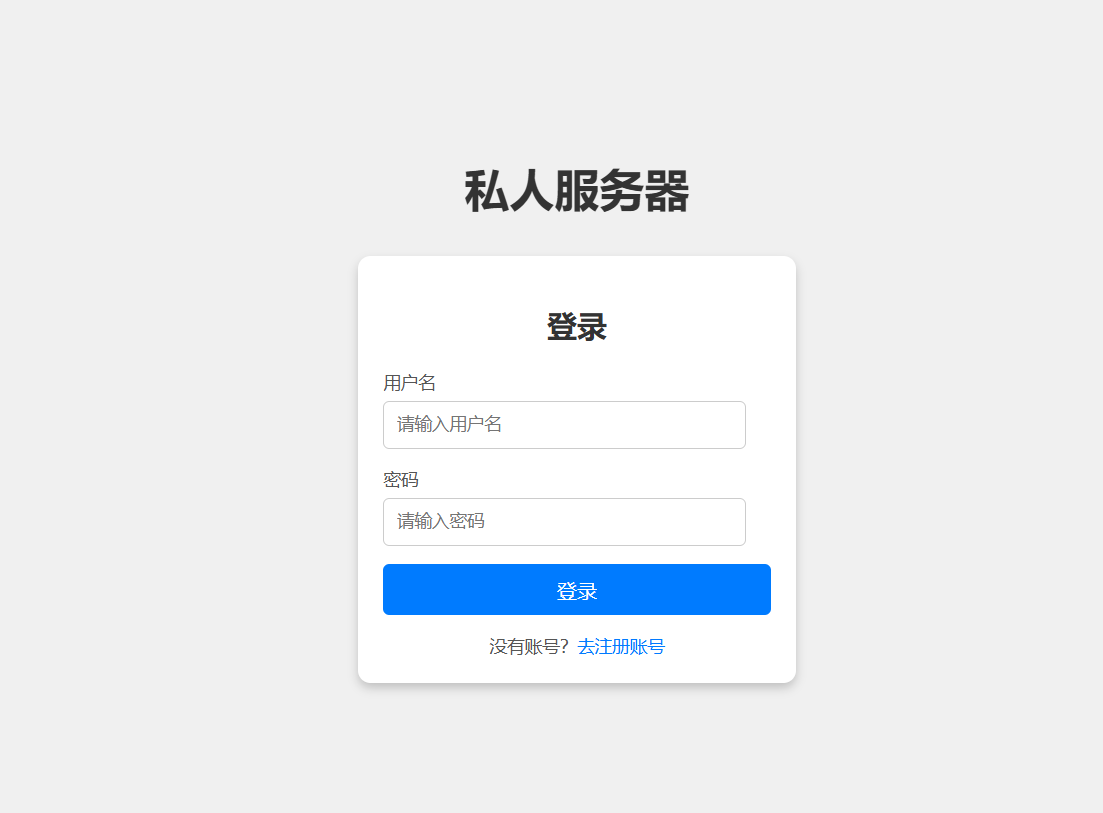 私人服务器
登录
用户名
请输入用户名
密码
请输入密码
登录
没有账号？去注册账号